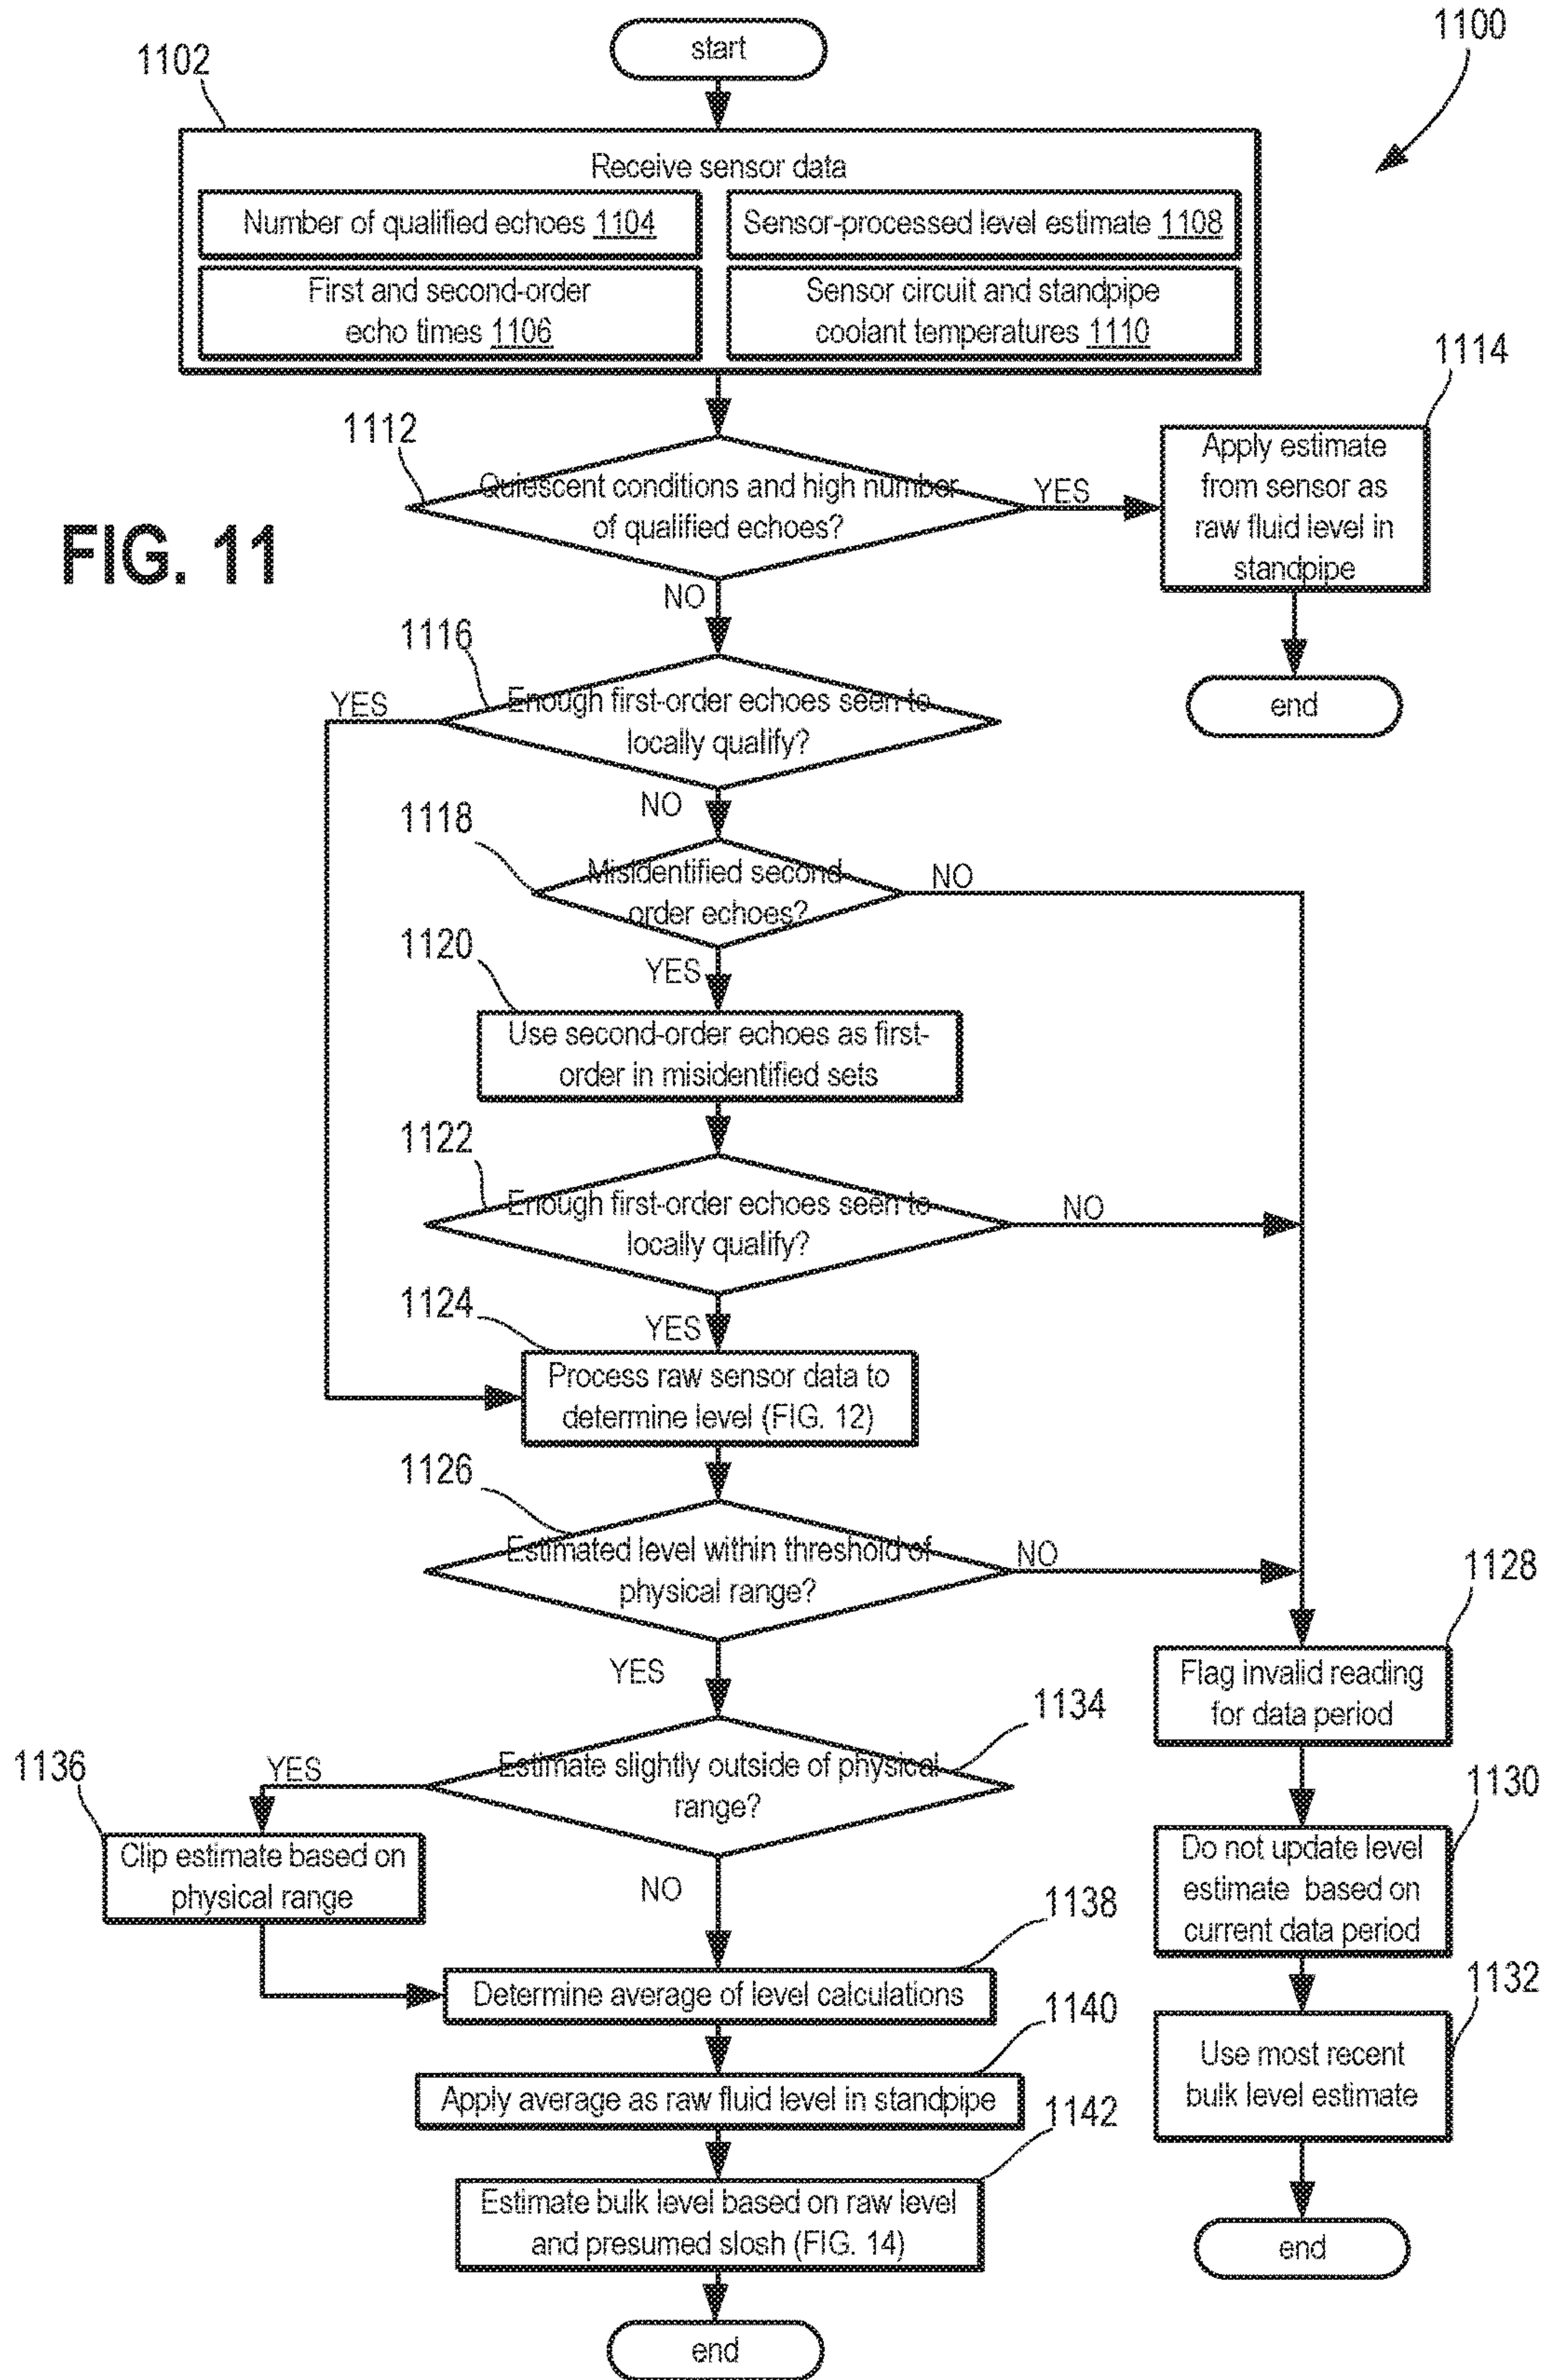 1100
start
1102
Receive sensor data
Number of qualified echoes 1104
Sensor-processed level estimate 1108
First and second-order
echo times 1106
Sensor circuit and standpipe
coolant temperatures 1110
1112
Quiescent conditions and high number
of qualified echoes?
YES
1114
Apply estimate
from sensor as
raw fluid level in
standpipe
end
FIG. 11
NO
1116
YES
Enough first-order echoes seen to
locally qualify?
NO
1118
Misidentified second
order echoes?
NO
1120
YES
Use second-order echoes as first-
order in misidentified sets
1122
Enough first-order echoes seen to
locally qualify?
NO
1124
YES
Process raw sensor data to
determine level (FIG. 12)
1126
Estimated level within threshold of
physical range?
NO
1128
Flag invalid reading
for data period
YES
1134
Estimate slightly outside of physical
range?
YES
1136
Clip estimate based on
physical range
1130
Do not update level
estimate based on
current data period
NO
1138
Determine average of level calculations
1132
Use most recent
bulk level estimate
1140
Apply average as raw fluid level in standpipe
1142
Estimate bulk level based on raw level
and presumed slosh (FIG. 14)
end
end